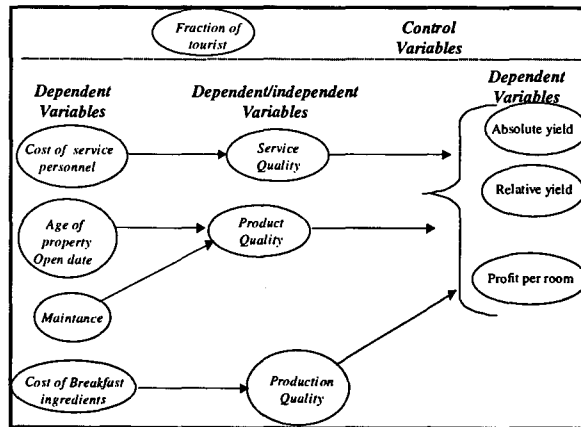 Fraction of
tourist
Control
Variables
Dependent
Variables
Dependent/independent
Variables
Dependent
Variables
Cost of service
personnel
Service
Quality
Absolute yield
Relative yield
Age of
property
Open date
Product
Quality
Maintance
Profit per room
Cost of Breakfast
ingredients
Production
Quality